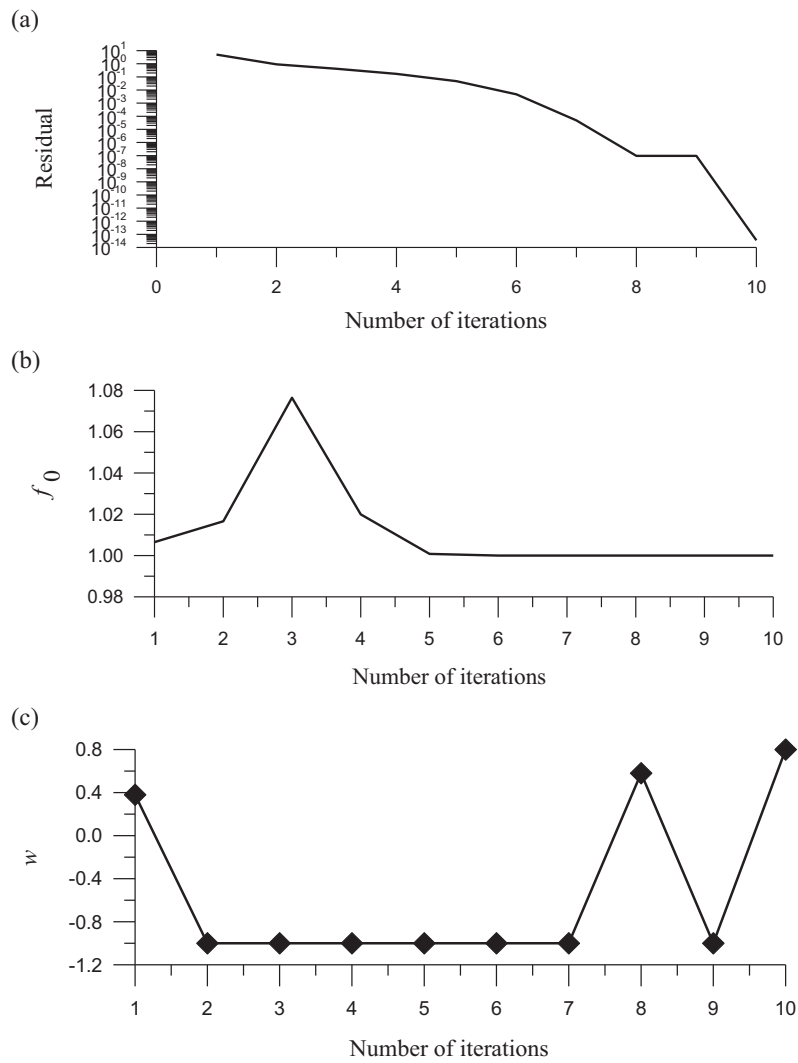 (a)
10^1
10^0
10^-1
10^-2
10^-3
10^-4
10^-5
10^-6
10^-7
10^-8
10^-9
10^-10
10^-11
10^-12
10^-13
10^-14
Residual
0 2 4 6 8 10
Number of iterations
(b)
1.08
1.06
1.04
1.02
1.00
0.98
f 0
1 2 3 4 5 6 7 8 9 10
Number of iterations
(c)
0.8
0.4
0.0
-0.4
-0.8
-1.2
w
1 2 3 4 5 6 7 8 9 10
Number of iterations